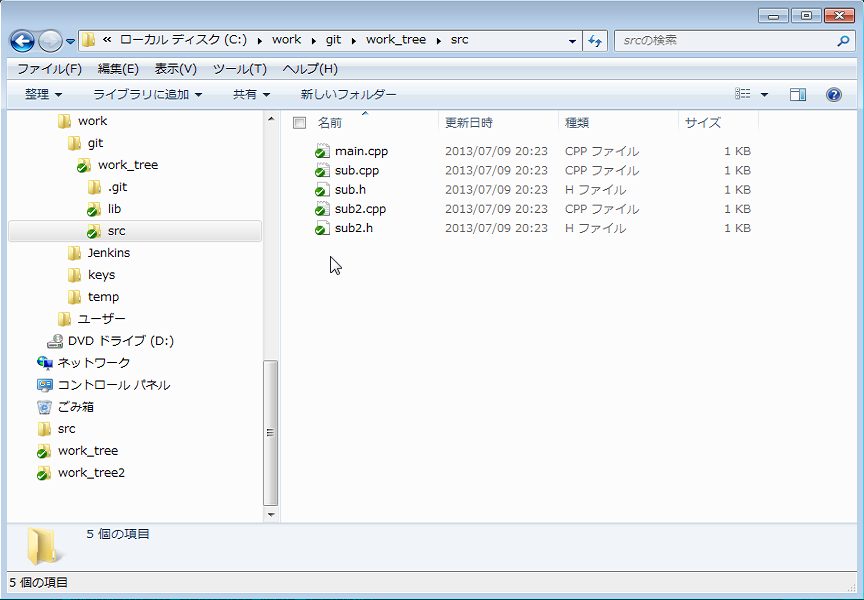 « ローカル ディスク (C:) ▸ work ▸ git ▸ work_tree ▸ src
srcの検索
ファイル(F) 編集(E) 表示(V) ツール(T) ヘルプ(H)
整理 ライブラリに追加 共有 新しいフォルダー
work
git
work_tree
.git
lib
src
Jenkins
keys
temp
ユーザー
DVD ドライブ (D:)
ネットワーク
コントロール パネル
ごみ箱
src
work_tree
work_tree2
名前 更新日時 種類 サイズ
main.cpp 2013/07/09 20:23 CPP ファイル 1 KB
sub.cpp 2013/07/09 20:23 CPP ファイル 1 KB
sub.h 2013/07/09 20:23 H ファイル 1 KB
sub2.cpp 2013/07/09 20:23 CPP ファイル 1 KB
sub2.h 2013/07/09 20:23 H ファイル 1 KB
5 個の項目
5 個の項目